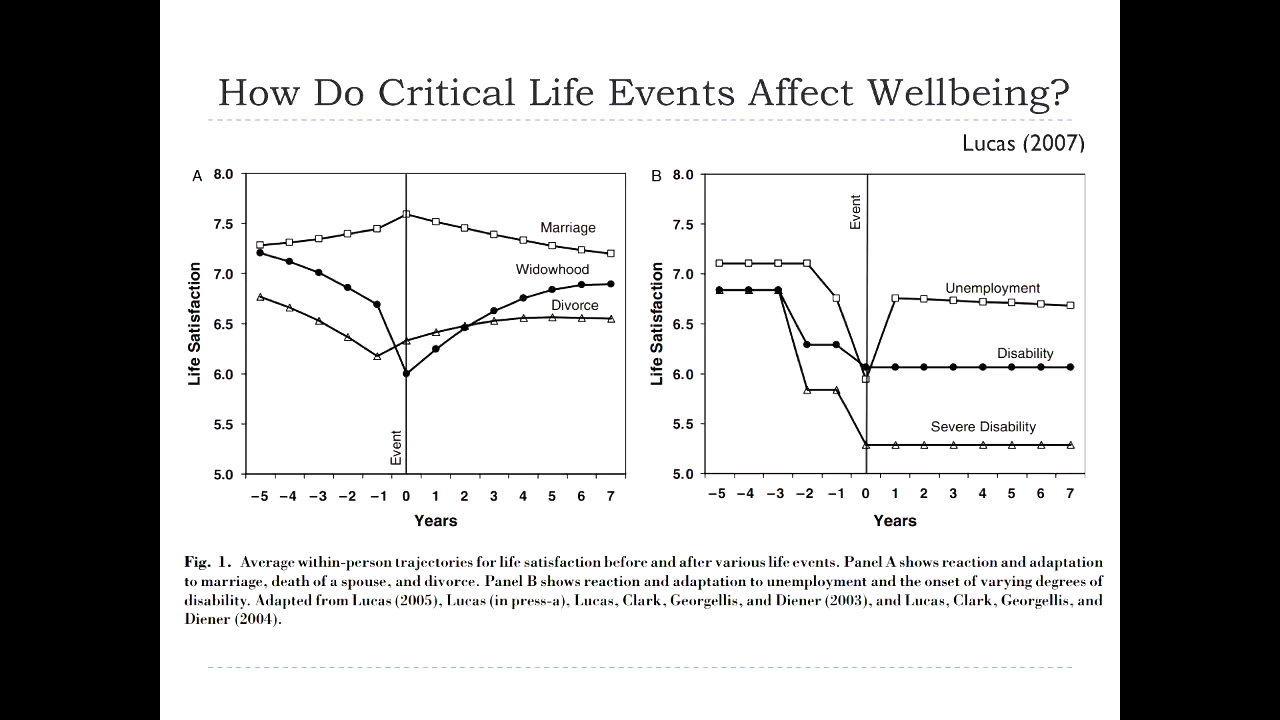 How Do Critical Life Events Affect Wellbeing?
Lucas (2007)
A
8.0
7.5
7.0
6.5
6.0
5.5
5.0
Life Satisfaction
Marriage
Widowhood
Divorce
Event
−5 −4 −3 −2 −1 0 1 2 3 4 5 6 7
Years
B
8.0
7.5
7.0
6.5
6.0
5.5
5.0
Life Satisfaction
Event
Unemployment
Disability
Severe Disability
−5 −4 −3 −2 −1 0 1 2 3 4 5 6 7
Years
Fig. 1. Average within-person trajectories for life satisfaction before and after various life events. Panel A shows reaction and adaptation
to marriage, death of a spouse, and divorce. Panel B shows reaction and adaptation to unemployment and the onset of varying degrees of
disability. Adapted from Lucas (2005), Lucas (in press-a), Lucas, Clark, Georgellis, and Diener (2003), and Lucas, Clark, Georgellis, and
Diener (2004).